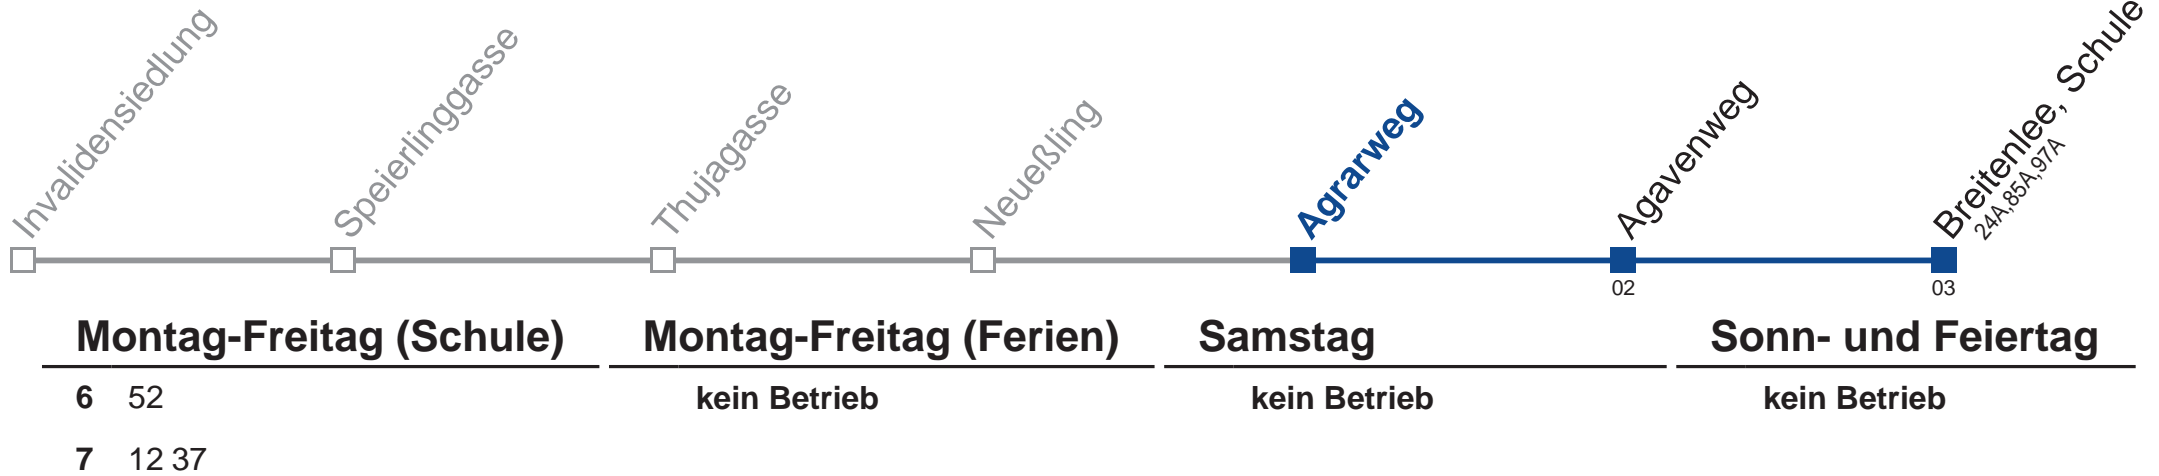 Invalidensiedlung
Speierlinggasse
Thujagasse
Neueßling
Agrarweg
Agavenweg
Breitenlee, Schule
24A,85A,97A
02 03
Montag-Freitag (Schule) Montag-Freitag (Ferien) Samstag Sonn- und Feiertag
6 52 kein Betrieb kein Betrieb kein Betrieb
7 12 37